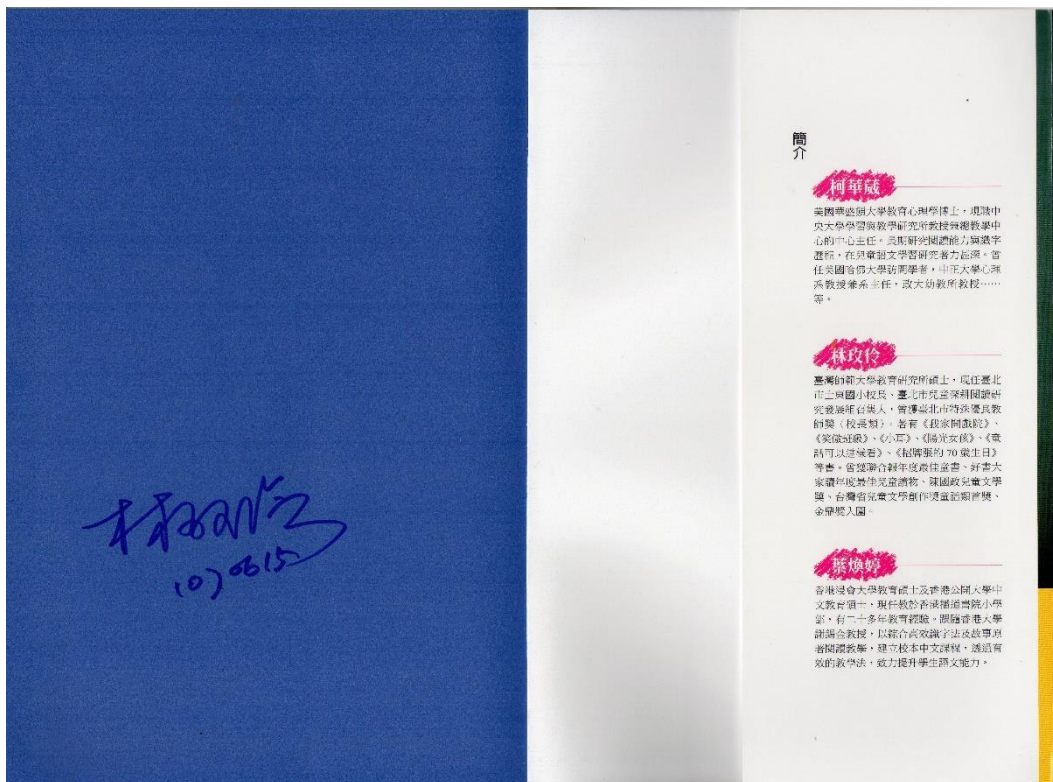 林玫伶
1070615
簡介
柯華葳
美國華盛頓大學教育心理學博士，現職中
央大學學習與教學研究所教授兼總教學中
心的中心主任。長期研究閱讀能力與識字
歷程，在兒童語文學習研究著力甚深。曾
任美國哈佛大學訪問學者，中正大學心理
系教授兼系主任，政大幼教所教授……
等。
林玫伶
臺灣師範大學教育研究所碩士，現任臺北
市士東國小校長、臺北市兒童深耕閱讀研
究發展組召集人，曾獲臺北市特殊優良教
師獎（校長類）。著有《我家開戲院》、
《笑傲班級》、《小耳》、《陽光女孩》、《童
話可以這樣看》、《招牌張的 70 歲生日》
等書。曾獲聯合報年度最佳童書、好書大
家讀年度最佳兒童讀物、陳國政兒童文學
獎、台灣省兒童文學創作獎童話類首獎、
金鼎獎入圍。
葉煥婷
香港浸會大學教育碩士及香港公開大學中
文教育碩士，現任教於香港播道書院小學
部，有二十多年教育經驗。跟隨香港大學
謝錫金教授，以綜合高效識字法及故事原
著閱讀教學，建立校本中文課程，透過有
效的教學法，致力提升學生語文能力。